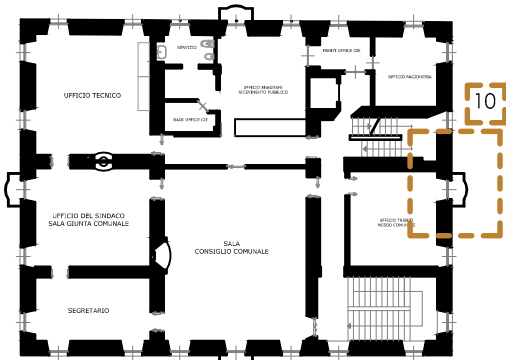 SERVIZIO
FRONT OFFICE CIE
UFFICIO RAGIONERIA
UFFICIO TECNICO
UFFICIO ANAGRAFE
RICEVIMENTO PUBBLICO
10
BACK OFFICE CIE
UFFICIO DEL SINDACO
SALA GIUNTA COMUNALE
UFFICIO TRIBUTI
MESSO COMUNALE
SALA
CONSIGLIO COMUNALE
SEGRETARIO